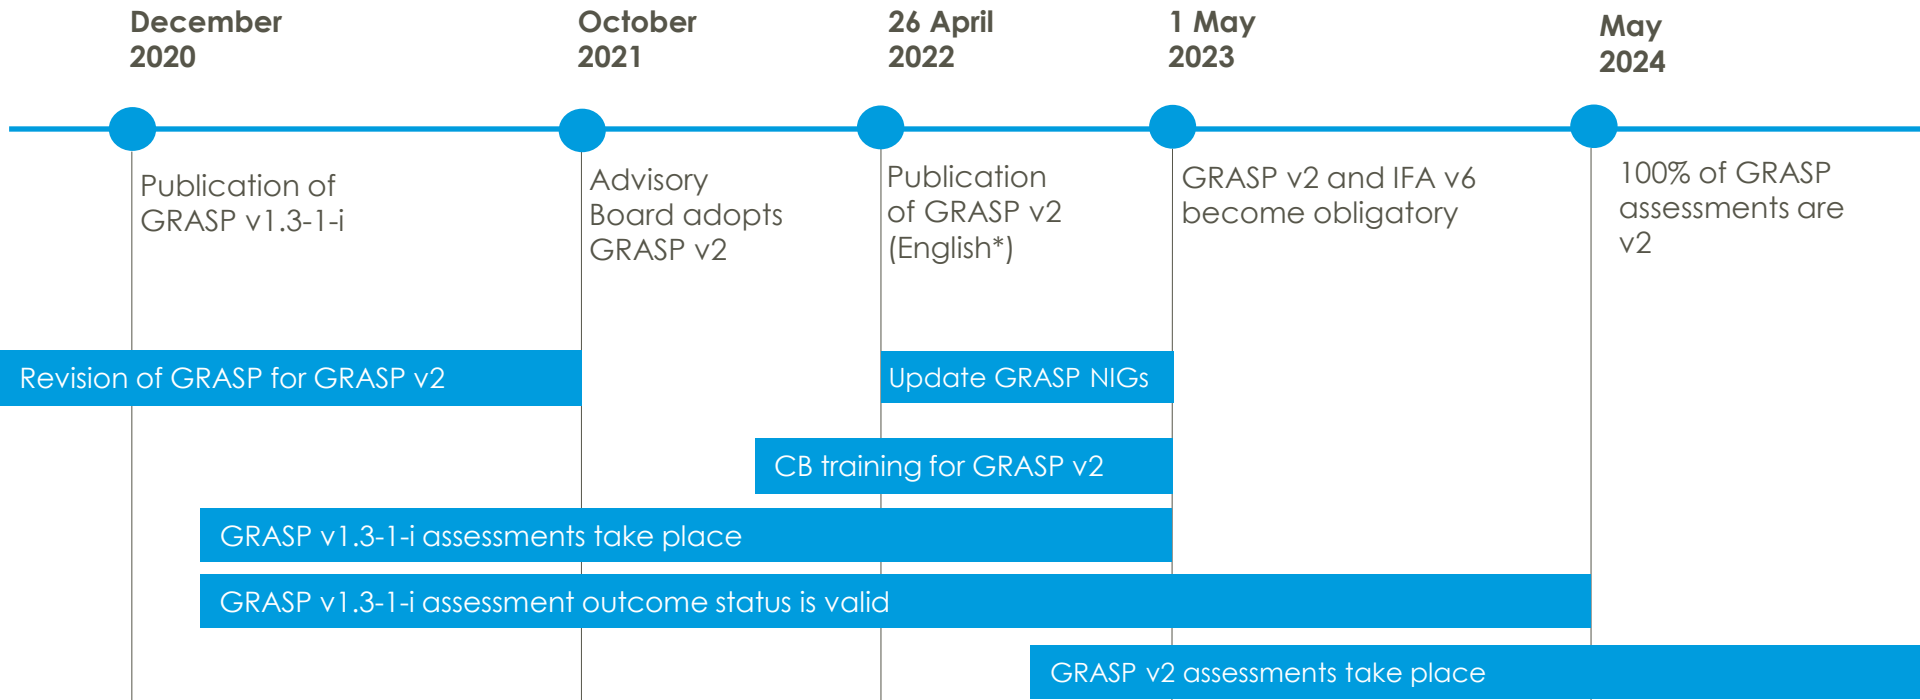 December
2020
October
2021
26 April
2022
1 May
2023
May
2024
Publication of
GRASP v1.3-1-i
Advisory
Board adopts
GRASP v2
Publication
of GRASP v2
(English*)
GRASP v2 and IFA v6
become obligatory
100% of GRASP
assessments are
v2
Revision of GRASP for GRASP v2
Update GRASP NIGs
CB training for GRASP v2
GRASP v1.3-1-i assessments take place
GRASP v1.3-1-i assessment outcome status is valid
GRASP v2 assessments take place